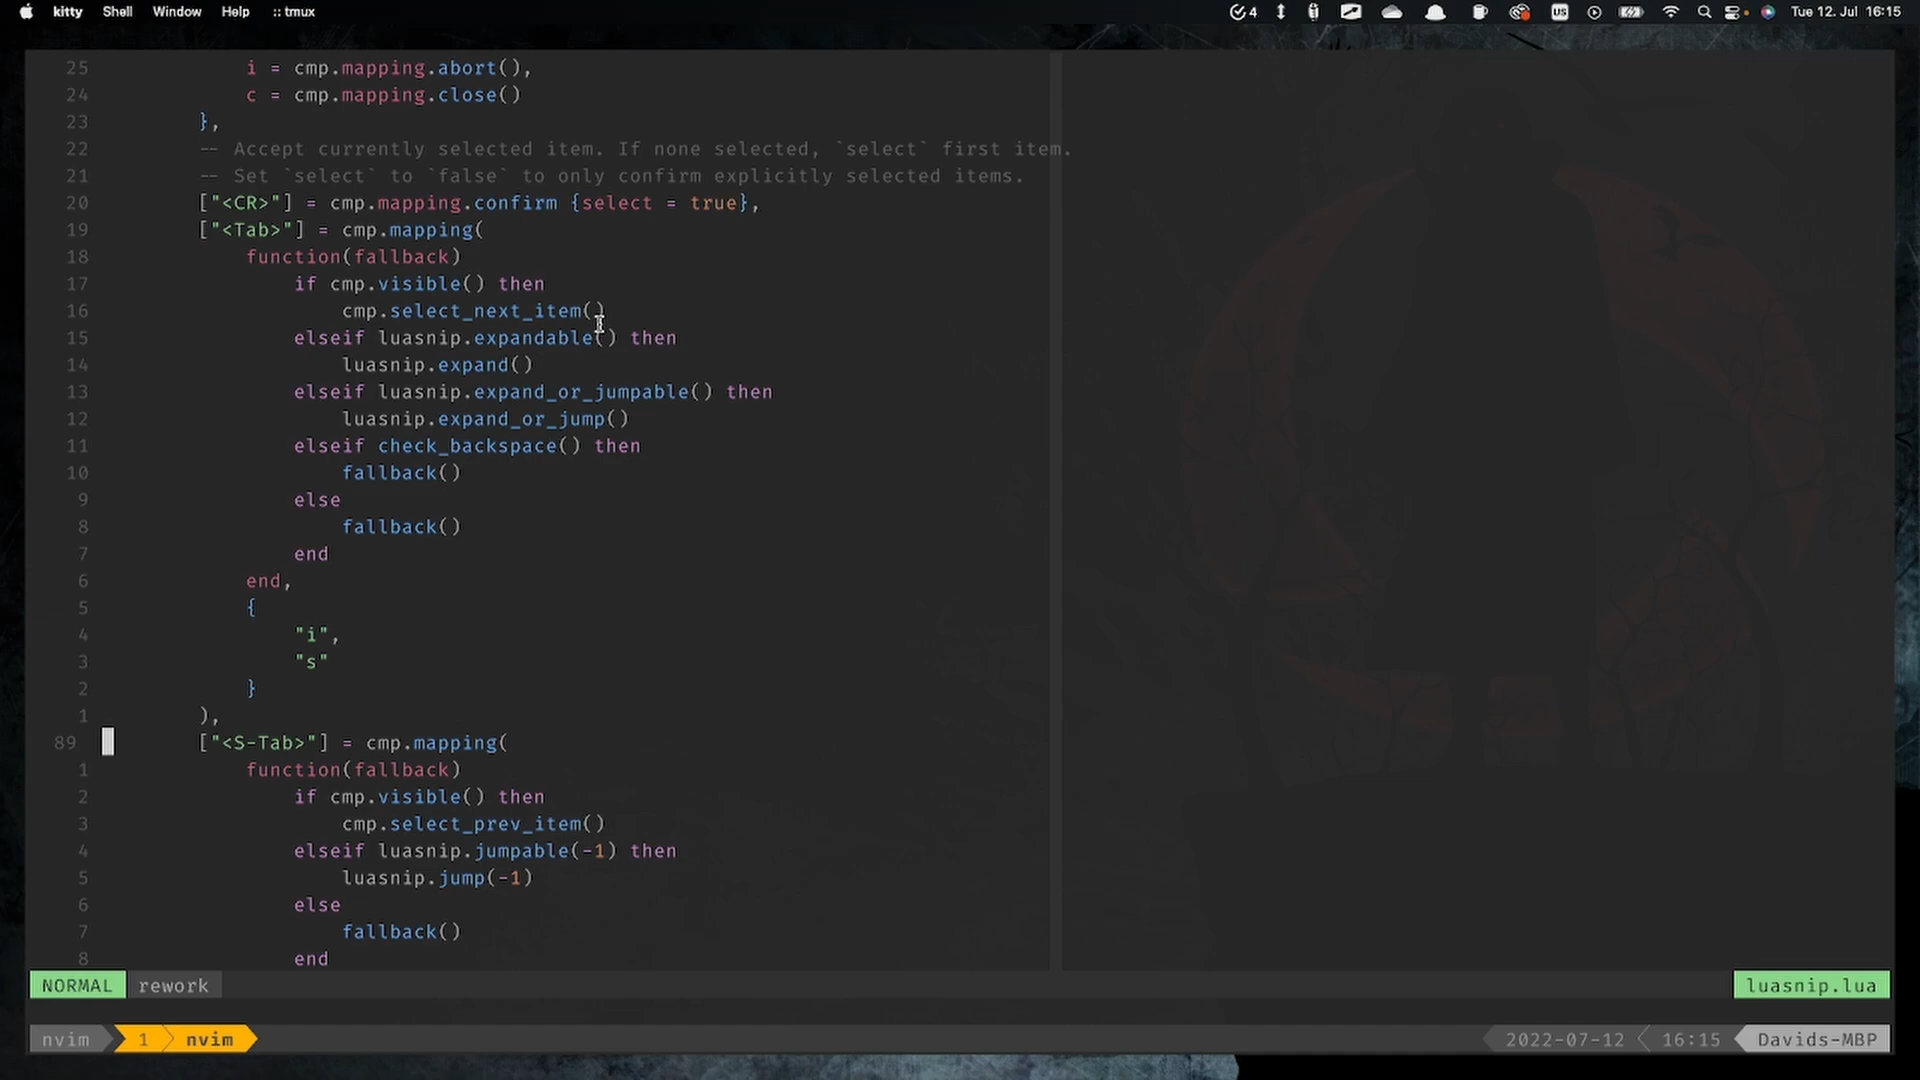 kitty Shell Window Help :: tmux 4 US Tue 12. Jul 16:15
25 i = cmp.mapping.abort(),
24 c = cmp.mapping.close()
23 },
22 -- Accept currently selected item. If none selected, `select` first item.
21 -- Set `select` to `false` to only confirm explicitly selected items.
20 ["<CR>"] = cmp.mapping.confirm {select = true},
19 ["<Tab>"] = cmp.mapping(
18 function(fallback)
17 if cmp.visible() then
16 cmp.select_next_item()
15 elseif luasnip.expandable() then
14 luasnip.expand()
13 elseif luasnip.expand_or_jumpable() then
12 luasnip.expand_or_jump()
11 elseif check_backspace() then
10 fallback()
9 else
8 fallback()
7 end
6 end,
5 {
4 "i",
3 "s"
2 }
1 ),
89 ["<S-Tab>"] = cmp.mapping(
1 function(fallback)
2 if cmp.visible() then
3 cmp.select_prev_item()
4 elseif luasnip.jumpable(-1) then
5 luasnip.jump(-1)
6 else
7 fallback()
8 end
NORMAL rework luasnip.lua
nvim 1 nvim 2022-07-12 16:15 Davids-MBP